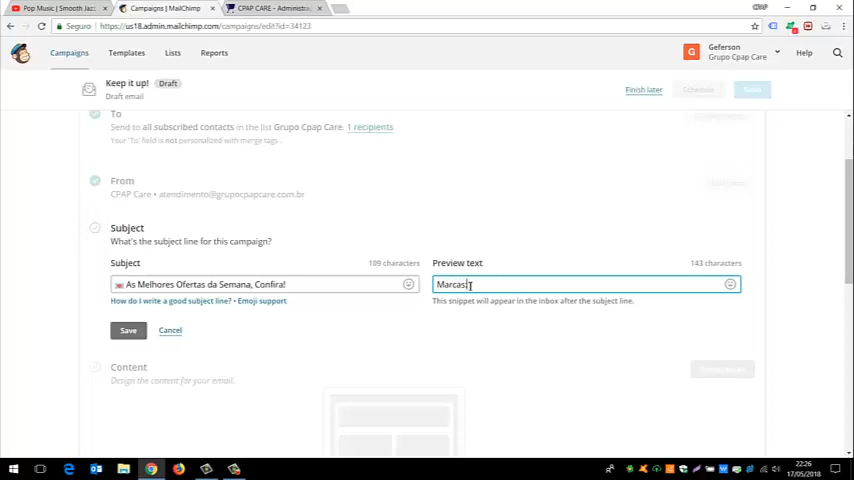 Pop Music | Smooth Jaz
Campaigns | MailChimp
CPAP CARE – Administra
Seguro
https://us18.admin.mailchimp.com/campaigns/edit?id=34123
Campaigns
Templates
Lists
Reports
G
Geferson
Grupo Cpap Care
Help
Keep it up!
Draft
Draft email
Finish later
Schedule
To
Send to all subscribed contacts in the list Grupo Cpap Care. 1 recipients
Your 'To' field is not personalized with merge tags .
From
CPAP Care • atendimento@grupocpapcare.com.br
Subject
What's the subject line for this campaign?
Subject
109 characters
Preview text
143 characters
As Melhores Ofertas da Semana, Confira!
Marcas
How do I write a good subject line? • Emoji support
This snippet will appear in the inbox after the subject line.
Save
Cancel
Content
Design the content for your email.
22:26
17/05/2018